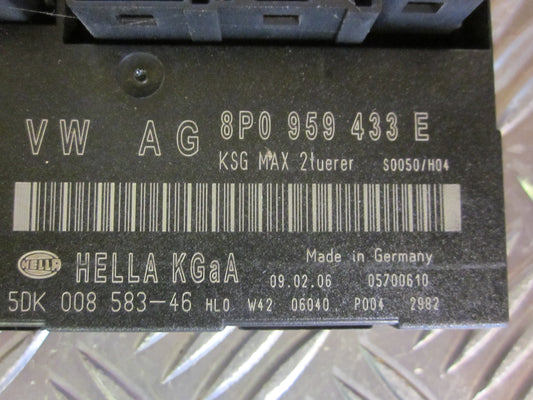 VW AG 8P0 959 433 E
KSG MAX 2tuerer S0050/H04
Made in Germany
HELLA HELLA KGaA
09.02.06 05700610
5DK 008 583-46 HL0 W42 06040 P004 2982